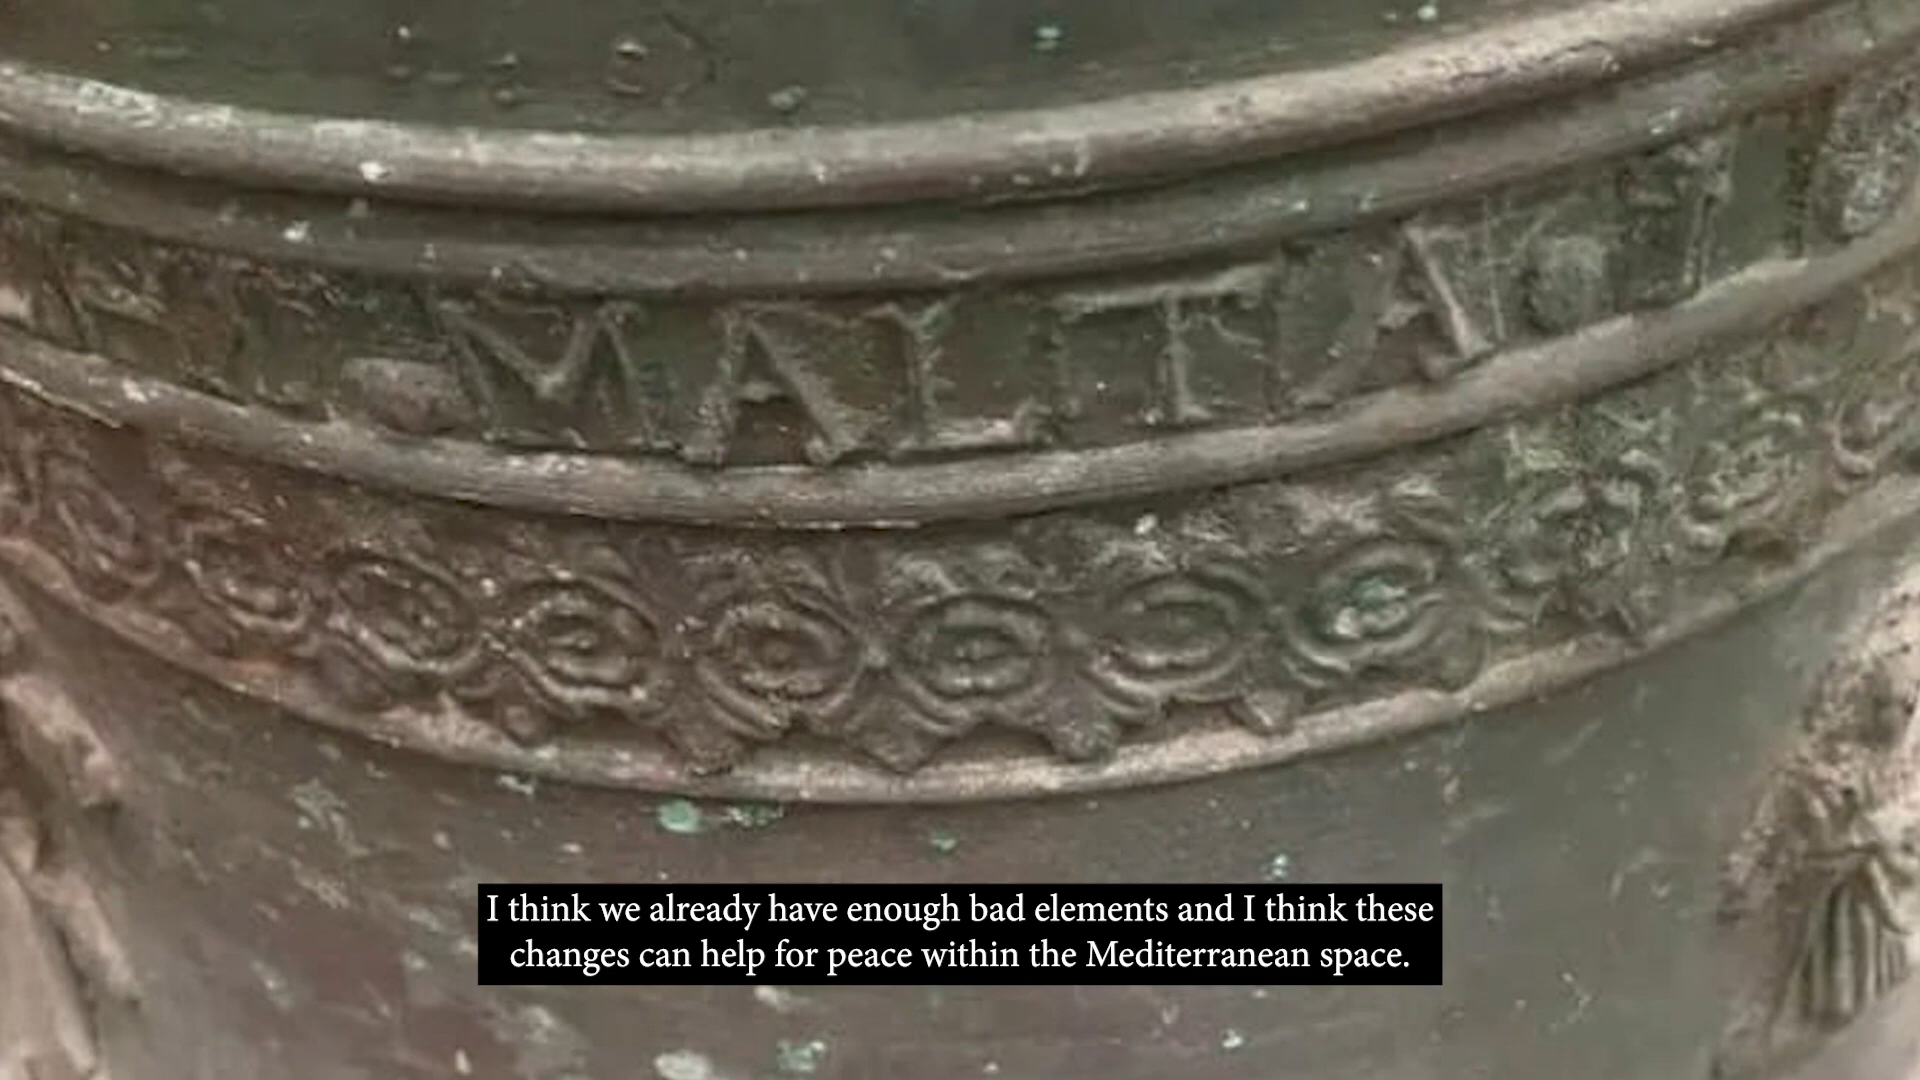 MALITIA
I think we already have enough bad elements and I think these
changes can help for peace within the Mediterranean space.